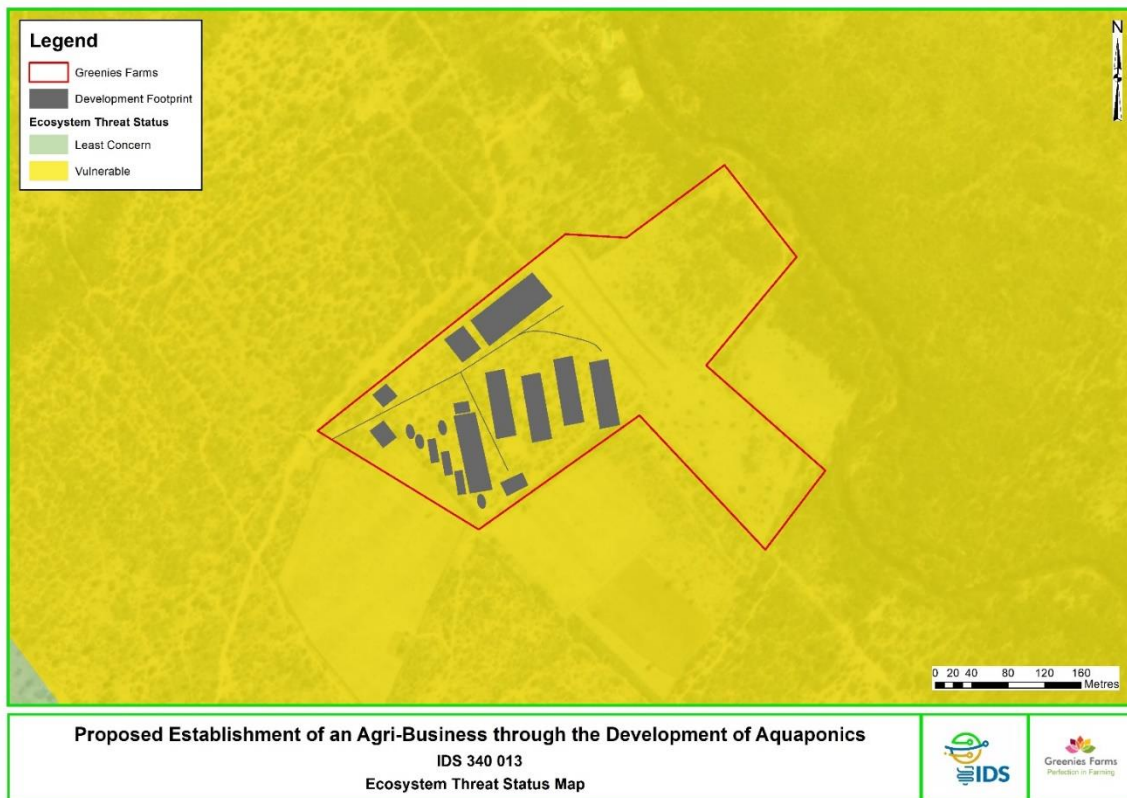 Legend
Greenies Farms
Development Footprint
Ecosystem Threat Status
Least Concern
Vulnerable
N
0 20 40 80 120 160
Metres
Proposed Establishment of an Agri-Business through the Development of Aquaponics
IDS 340 013
Ecosystem Threat Status Map
IDS
Greenies Farms
Perfection in Farming